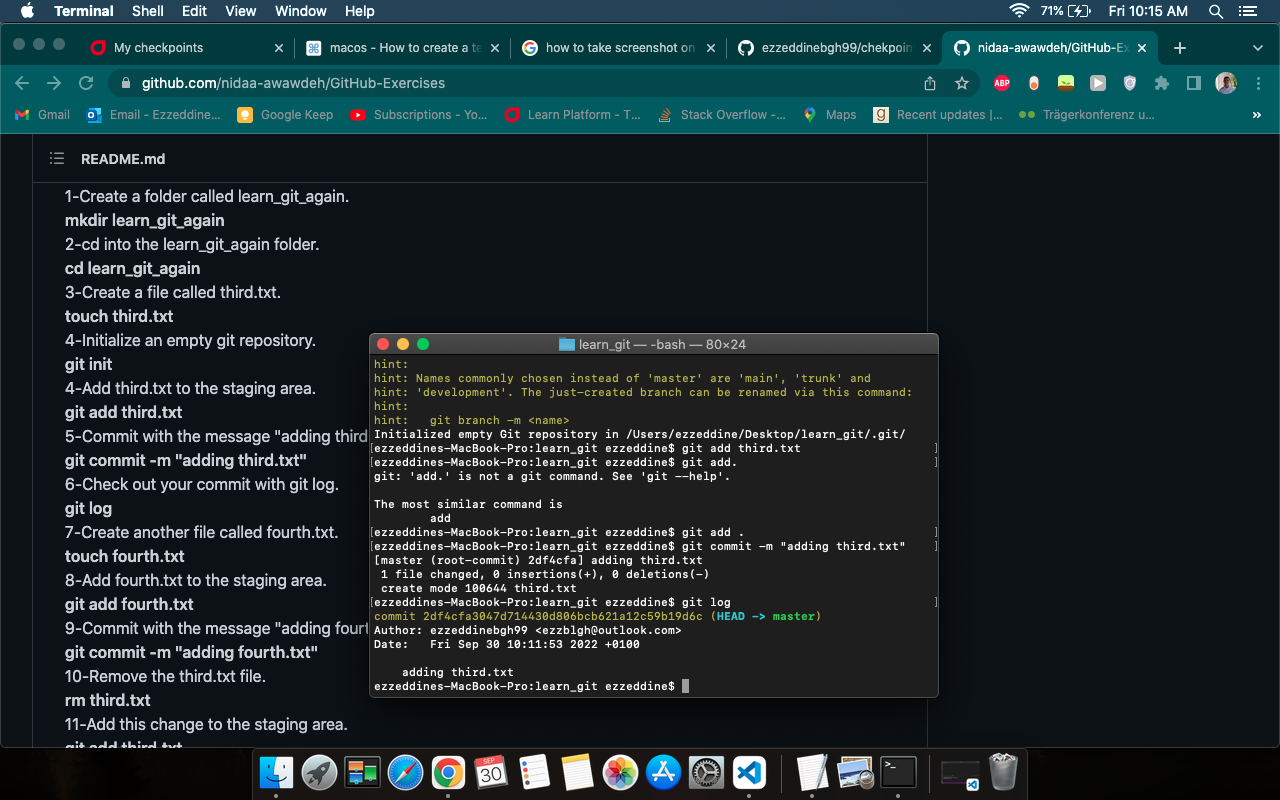 Terminal Shell Edit View Window Help 71% Fri 10:15 AM
My checkpoints macos - How to create a te how to take screenshot on ezzeddinebgh99/chekpoin nidaa-awawdeh/GitHub-Ex
github.com/nidaa-awawdeh/GitHub-Exercises ABP
Gmail Email - Ezzeddine... Google Keep Subscriptions - Yo... Learn Platform - T... Stack Overflow -... Maps g Recent updates |... Trägerkonferenz u... »
README.md
1-Create a folder called learn_git_again.
mkdir learn_git_again
2-cd into the learn_git_again folder.
cd learn_git_again
3-Create a file called third.txt.
touch third.txt
4-Initialize an empty git repository.
git init
4-Add third.txt to the staging area.
git add third.txt
5-Commit with the message "adding third
git commit -m "adding third.txt"
6-Check out your commit with git log.
git log
7-Create another file called fourth.txt.
touch fourth.txt
8-Add fourth.txt to the staging area.
git add fourth.txt
9-Commit with the message "adding fourt
git commit -m "adding fourth.txt"
10-Remove the third.txt file.
rm third.txt
11-Add this change to the staging area.
git add third.txt
learn_git — -bash — 80×24
hint:
hint: Names commonly chosen instead of 'master' are 'main', 'trunk' and
hint: 'development'. The just-created branch can be renamed via this command:
hint:
hint:   git branch -m <name>
Initialized empty Git repository in /Users/ezzeddine/Desktop/learn_git/.git/
[ezzeddines-MacBook-Pro:learn_git ezzeddine$ git add third.txt ]
[ezzeddines-MacBook-Pro:learn_git ezzeddine$ git add. ]
git: 'add.' is not a git command. See 'git --help'.
The most similar command is
add
[ezzeddines-MacBook-Pro:learn_git ezzeddine$ git add . ]
[ezzeddines-MacBook-Pro:learn_git ezzeddine$ git commit -m "adding third.txt" ]
[master (root-commit) 2df4cfa] adding third.txt
1 file changed, 0 insertions(+), 0 deletions(-)
create mode 100644 third.txt
[ezzeddines-MacBook-Pro:learn_git ezzeddine$ git log ]
commit 2df4cfa3047d714430d806bcb621a12c59b19d6c (HEAD -> master)
Author: ezzeddinebgh99 <ezzblgh@outlook.com>
Date:   Fri Sep 30 10:11:53 2022 +0100
adding third.txt
ezzeddines-MacBook-Pro:learn_git ezzeddine$
SEP
30